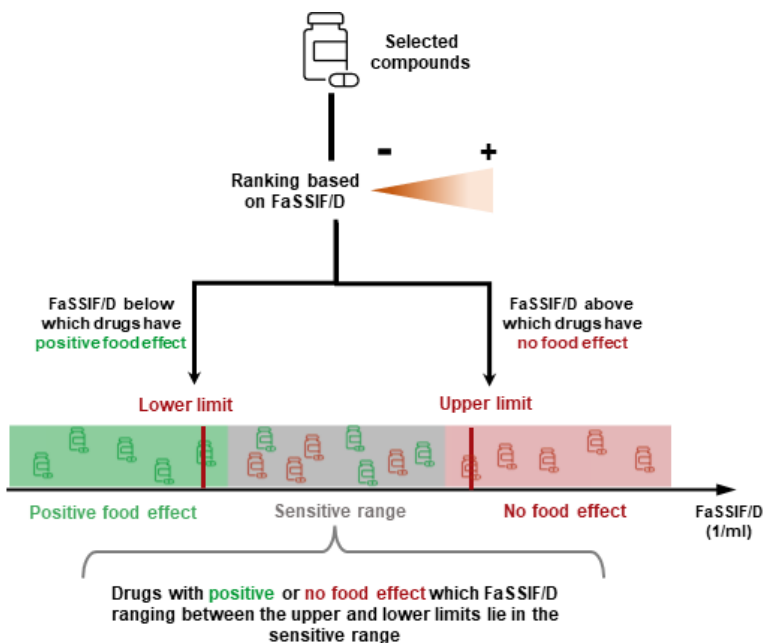 Selected
compounds
-
+
Ranking based
on FaSSIF/D
FaSSIF/D below
which drugs have
positive food effect
FaSSIF/D above
which drugs have
no food effect
Lower limit
Upper limit
Positive food effect
Sensitive range
No food effect
FaSSIF/D
(1/ml)
Drugs with positive or no food effect which FaSSIF/D
ranging between the upper and lower limits lie in the
sensitive range